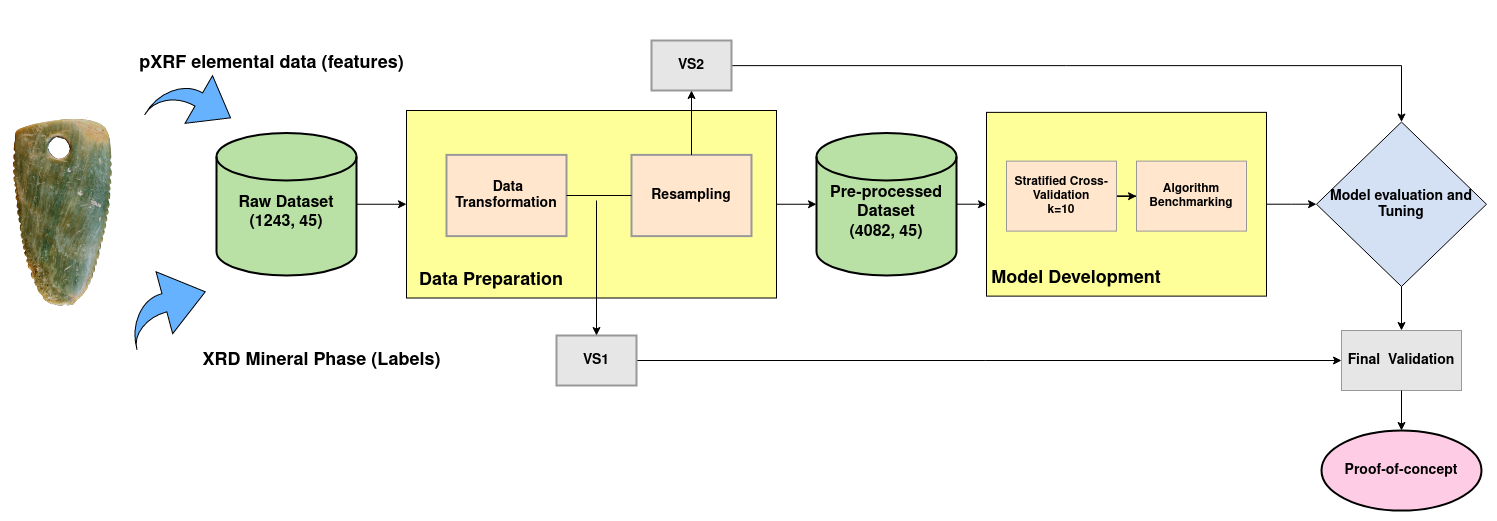 pXRF elemental data (features)
VS2
Raw Dataset
(1243, 45)
Data
Transformation
Resampling
Data Preparation
Pre-processed
Dataset
(4082, 45)
Stratified Cross-
Validation
k=10
Algorithm
Benchmarking
Model Development
Model evaluation and
Tuning
XRD Mineral Phase (Labels)
VS1
Final Validation
Proof-of-concept